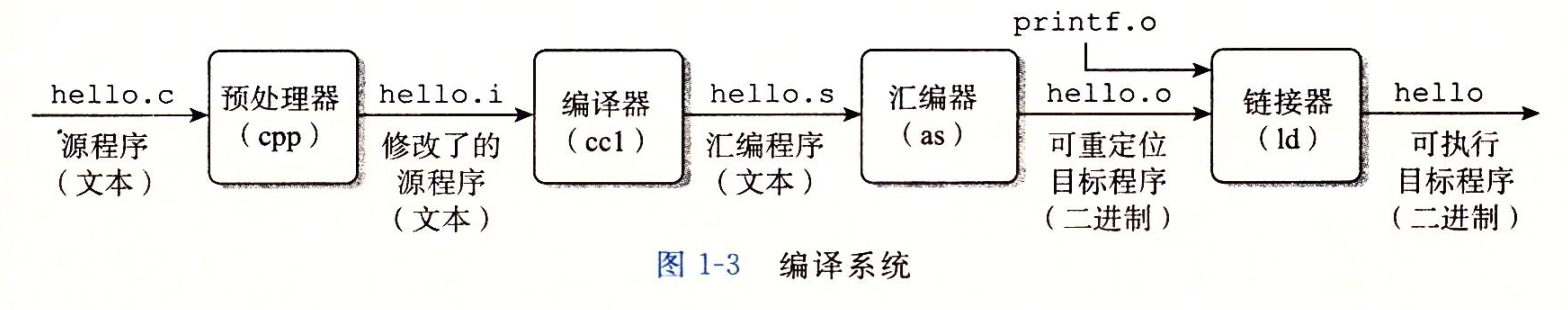 printf.o
hello.c
预处理器
(cpp)
hello.i
编译器
(cc1)
hello.s
汇编器
(as)
hello.o
链接器
(ld)
hello
源程序
(文本)
修改了的
源程序
(文本)
汇编程序
(文本)
可重定位
目标程序
(二进制)
可执行
目标程序
(二进制)
图 1-3 编译系统